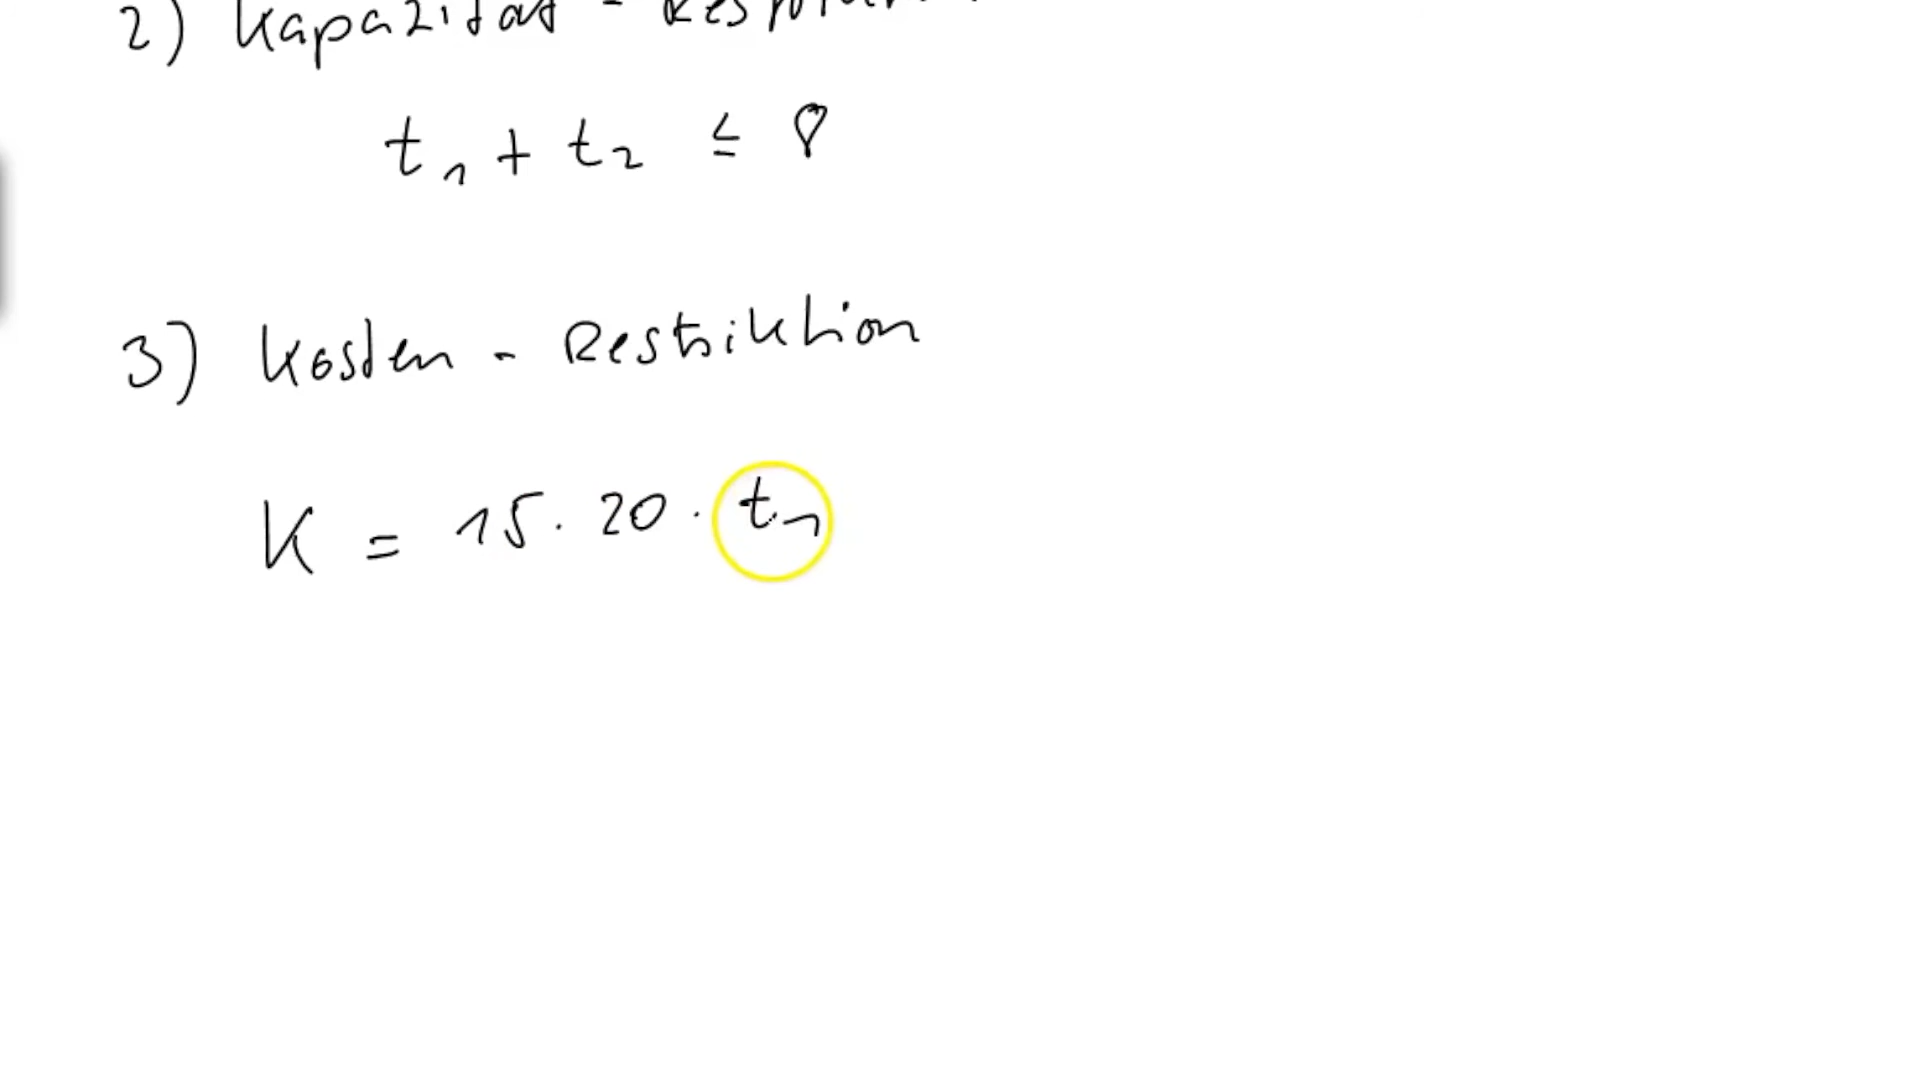 2) Kapazität - Restriktion
t₁ + t₂ ≤ 8
3) Kosten - Restriktion
K = 15 · 20 · t₁